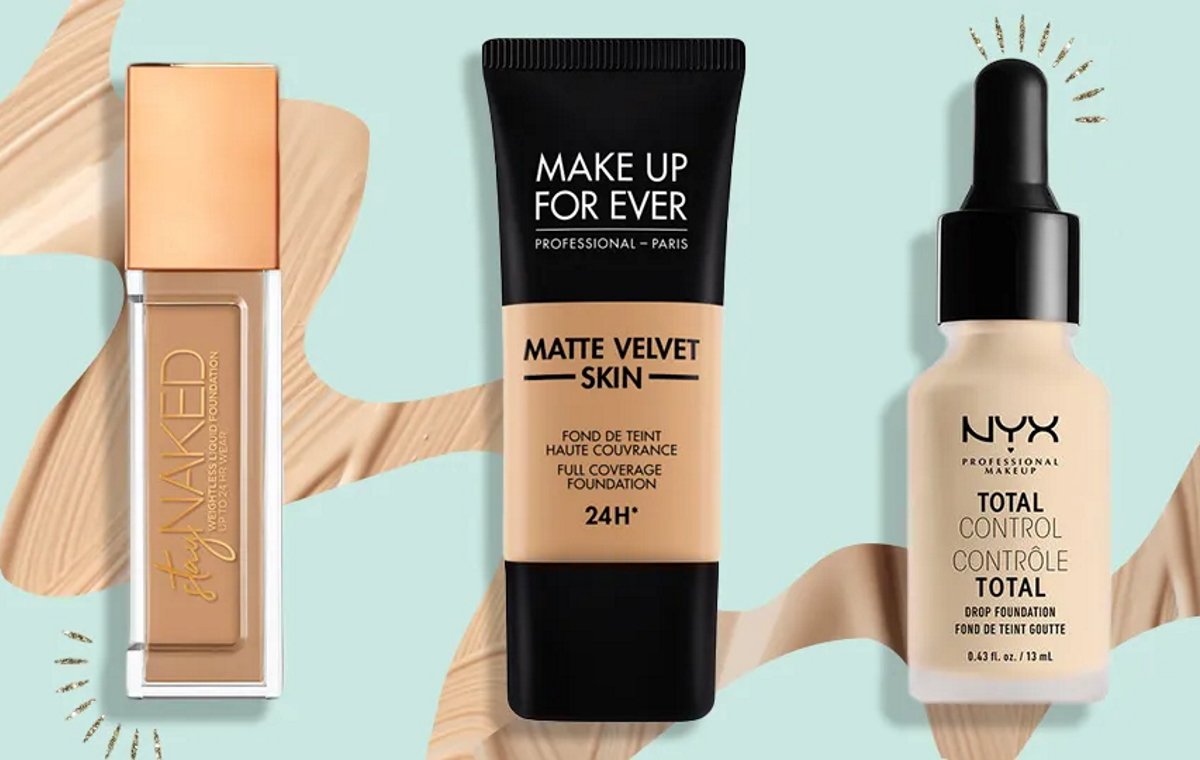 stay NAKED
WEIGHTLESS LIQUID FOUNDATION
UP TO 24 HR WEAR
MAKE UP
FOR EVER
PROFESSIONAL – PARIS
MATTE VELVET
SKIN
FOND DE TEINT
HAUTE COUVRANCE
FULL COVERAGE
FOUNDATION
24H*
NYX
PROFESSIONAL
MAKEUP
TOTAL
CONTROL
CONTRÔLE
TOTAL
DROP FOUNDATION
FOND DE TEINT GOUTTE
0.43 fl. oz. / 13 mL